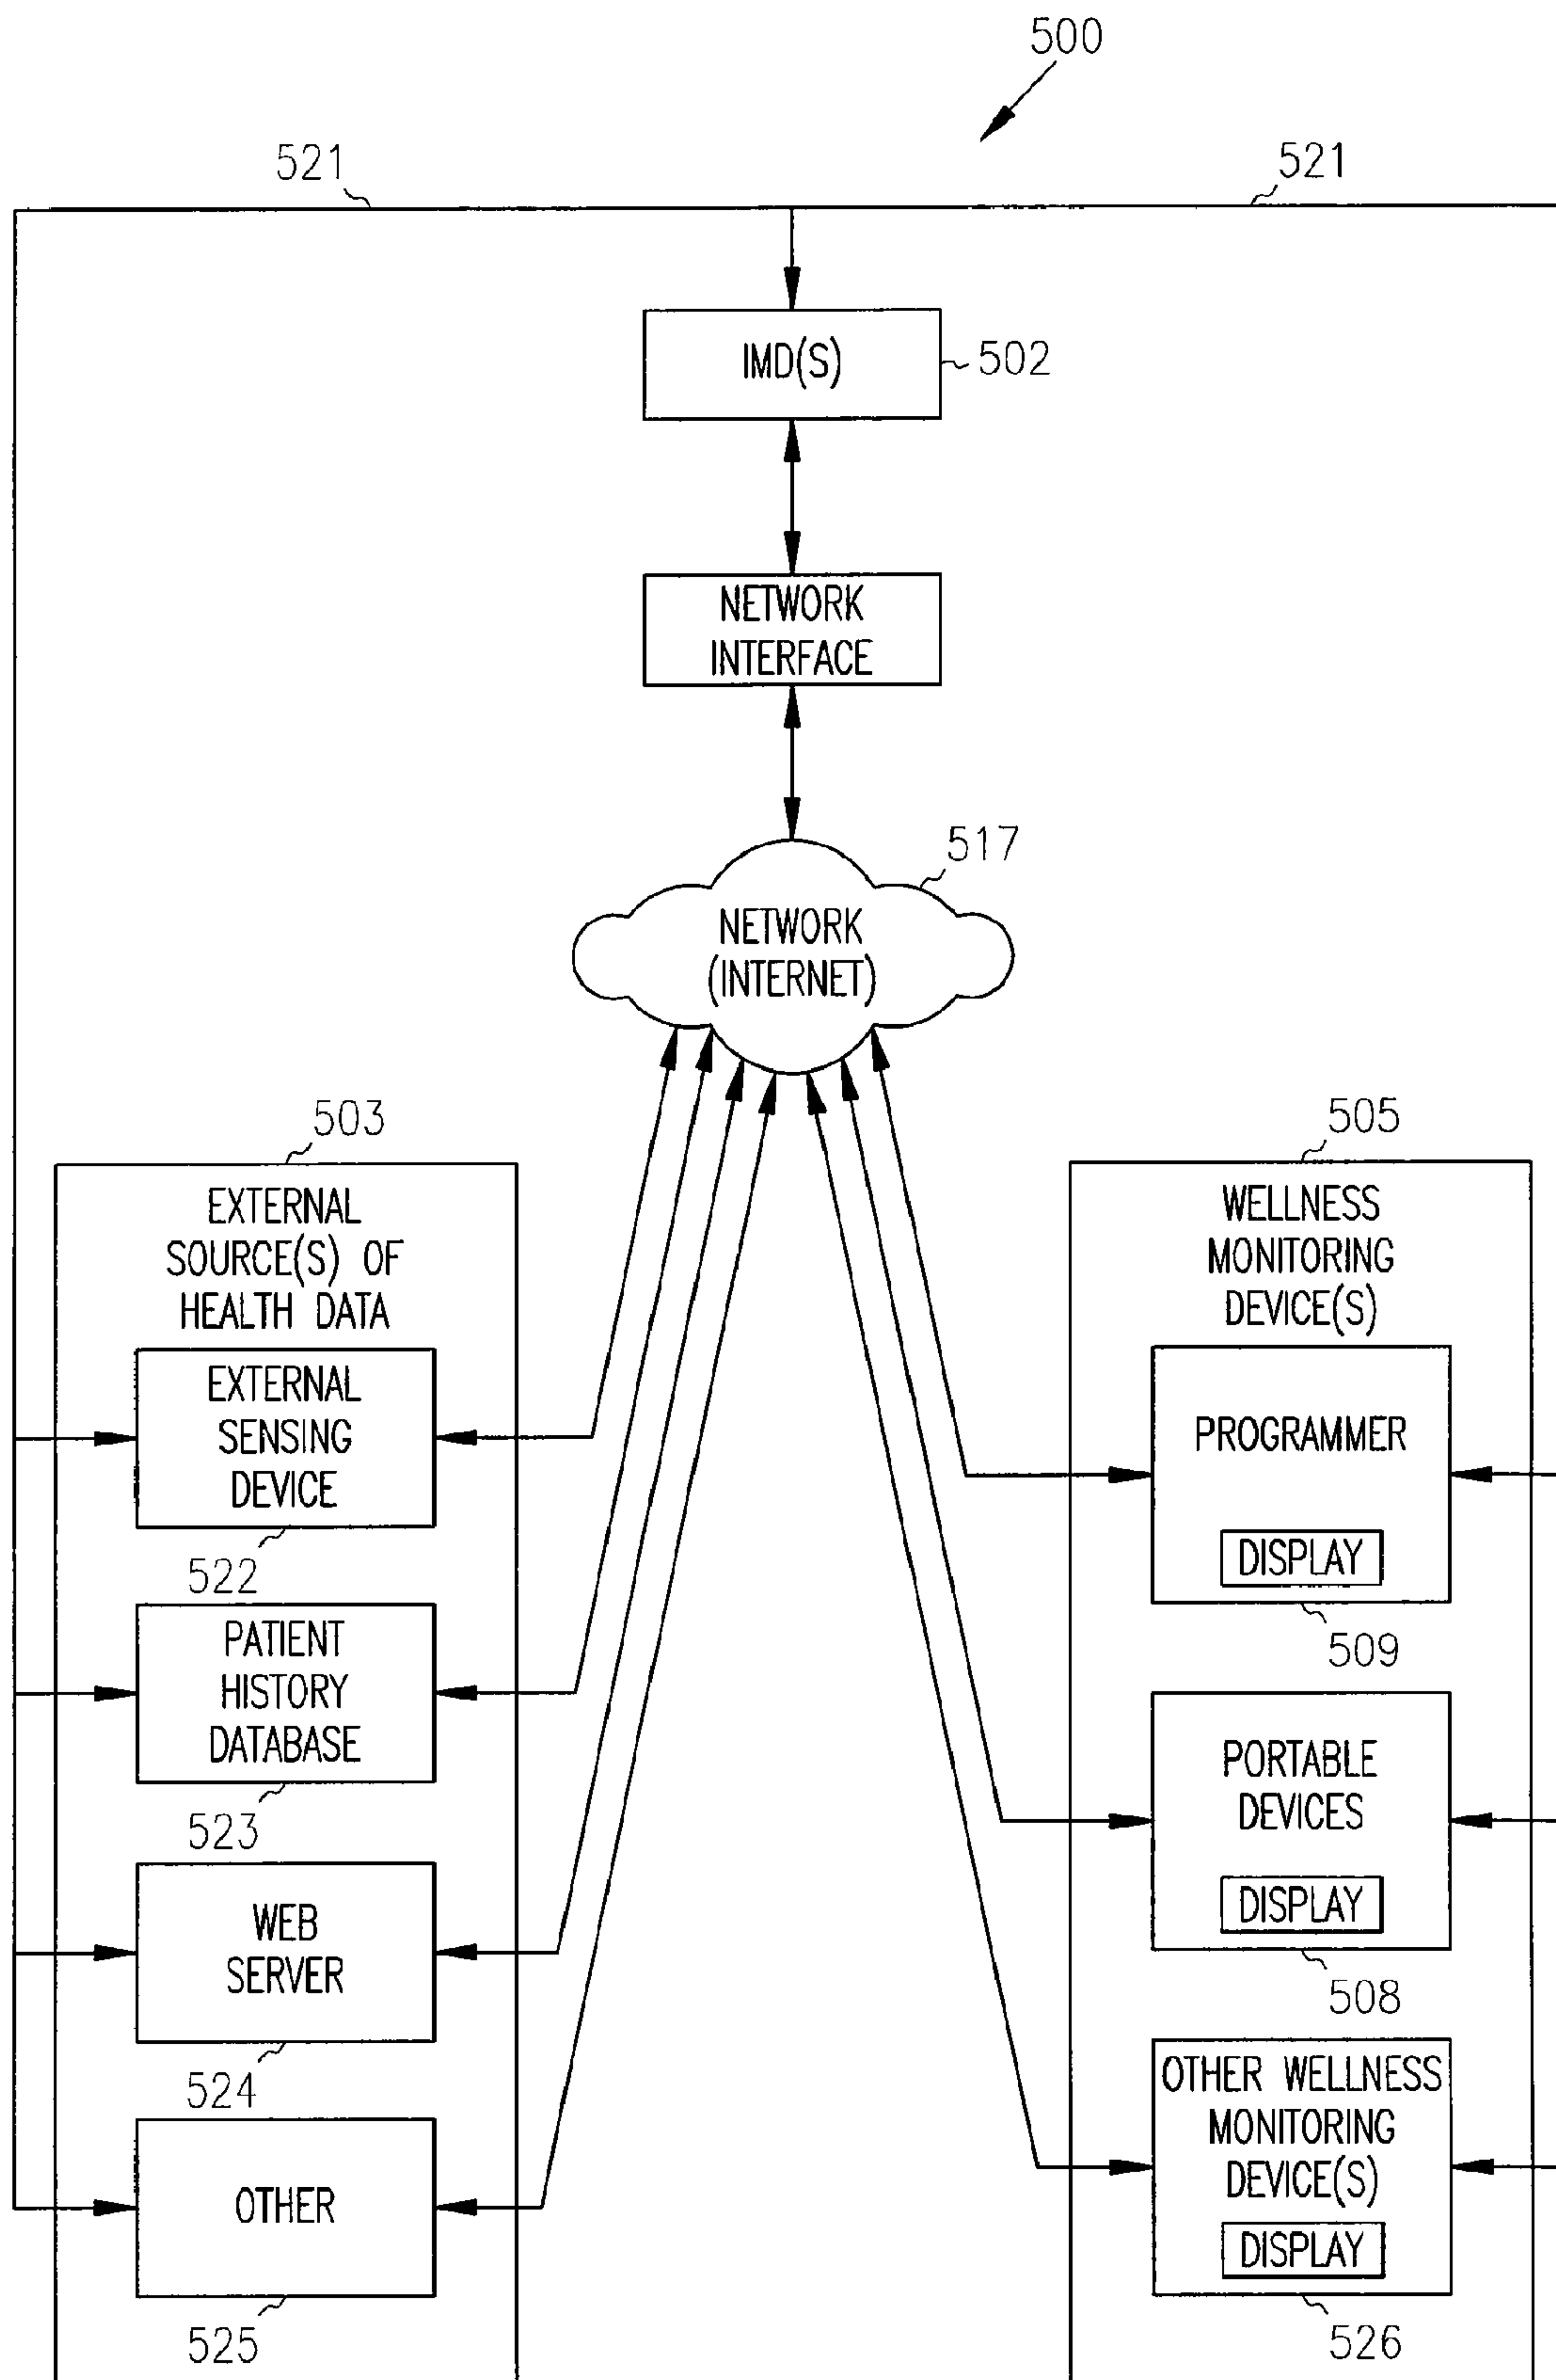 500
521
521
IMD(S)
502
NETWORK
INTERFACE
517
NETWORK
(INTERNET)
503
EXTERNAL
SOURCE(S) OF
HEALTH DATA
EXTERNAL
SENSING
DEVICE
522
PATIENT
HISTORY
DATABASE
523
WEB
SERVER
524
OTHER
525
505
WELLNESS
MONITORING
DEVICE(S)
PROGRAMMER
DISPLAY
509
PORTABLE
DEVICES
DISPLAY
508
OTHER WELLNESS
MONITORING
DEVICE(S)
DISPLAY
526